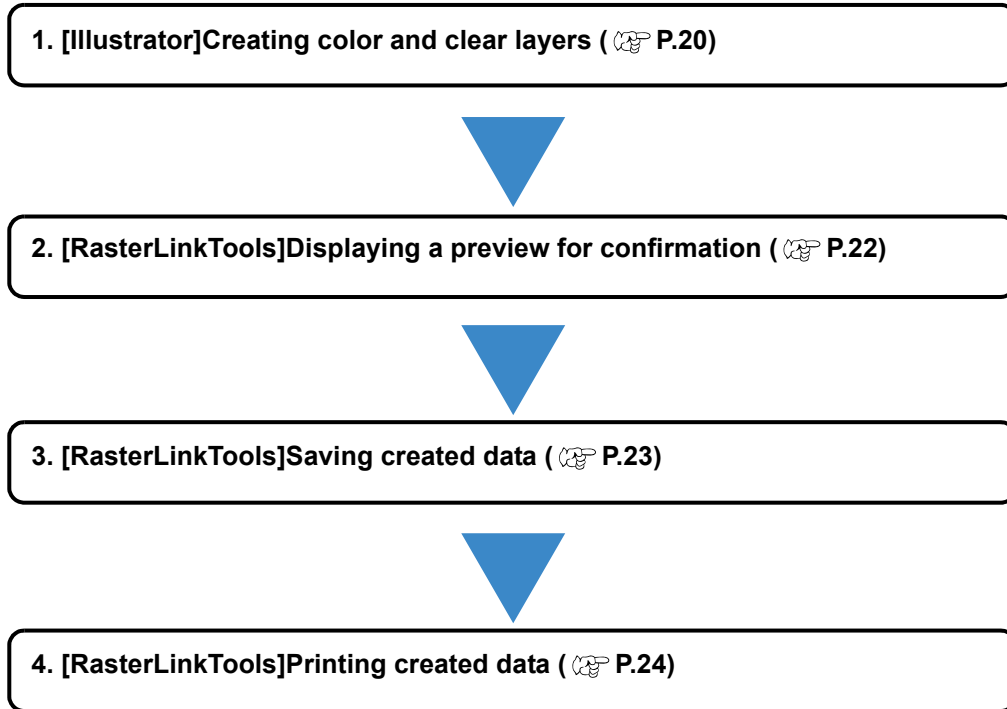 1. [Illustrator]Creating color and clear layers ( P.20)
2. [RasterLinkTools]Displaying a preview for confirmation ( P.22)
3. [RasterLinkTools]Saving created data ( P.23)
4. [RasterLinkTools]Printing created data ( P.24)